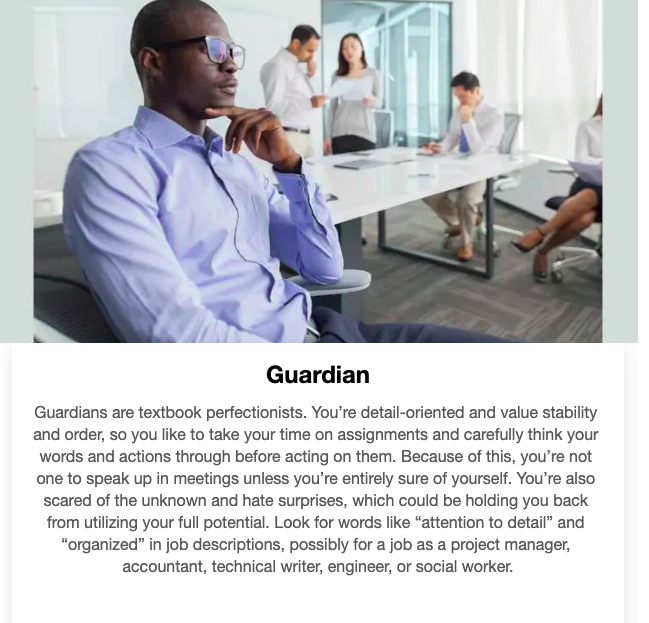 Guardian
Guardians are textbook perfectionists. You’re detail-oriented and value stability
and order, so you like to take your time on assignments and carefully think your
words and actions through before acting on them. Because of this, you’re not
one to speak up in meetings unless you’re entirely sure of yourself. You’re also
scared of the unknown and hate surprises, which could be holding you back
from utilizing your full potential. Look for words like “attention to detail” and
“organized” in job descriptions, possibly for a job as a project manager,
accountant, technical writer, engineer, or social worker.